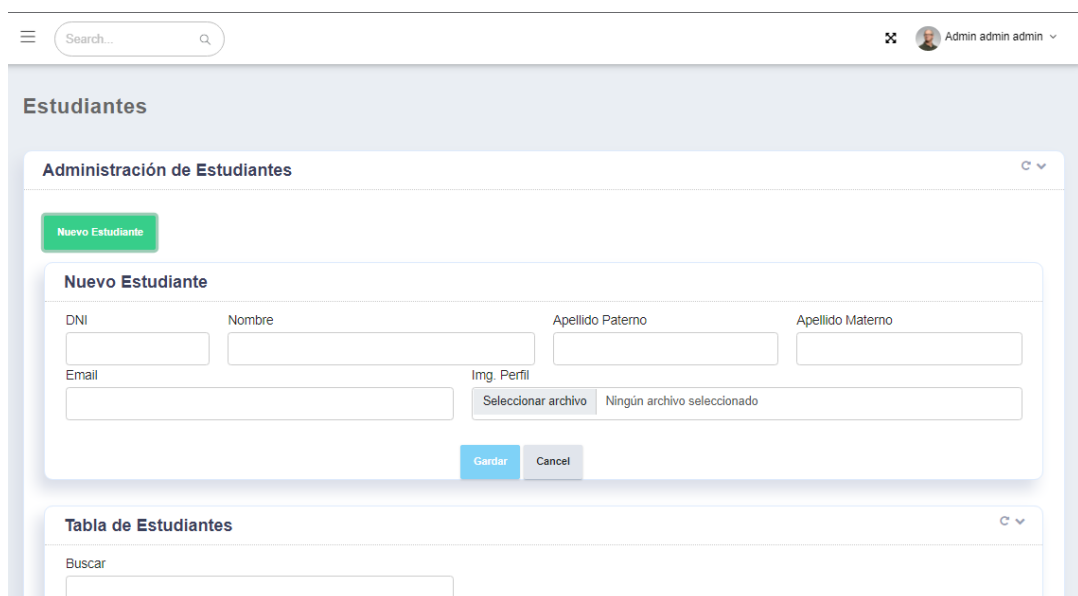 Search...
Admin admin admin
Estudiantes
Administración de Estudiantes
Nuevo Estudiante
Nuevo Estudiante
DNI Nombre Apellido Paterno Apellido Materno
Email Img. Perfil
Seleccionar archivo Ningún archivo seleccionado
Gardar Cancel
Tabla de Estudiantes
Buscar